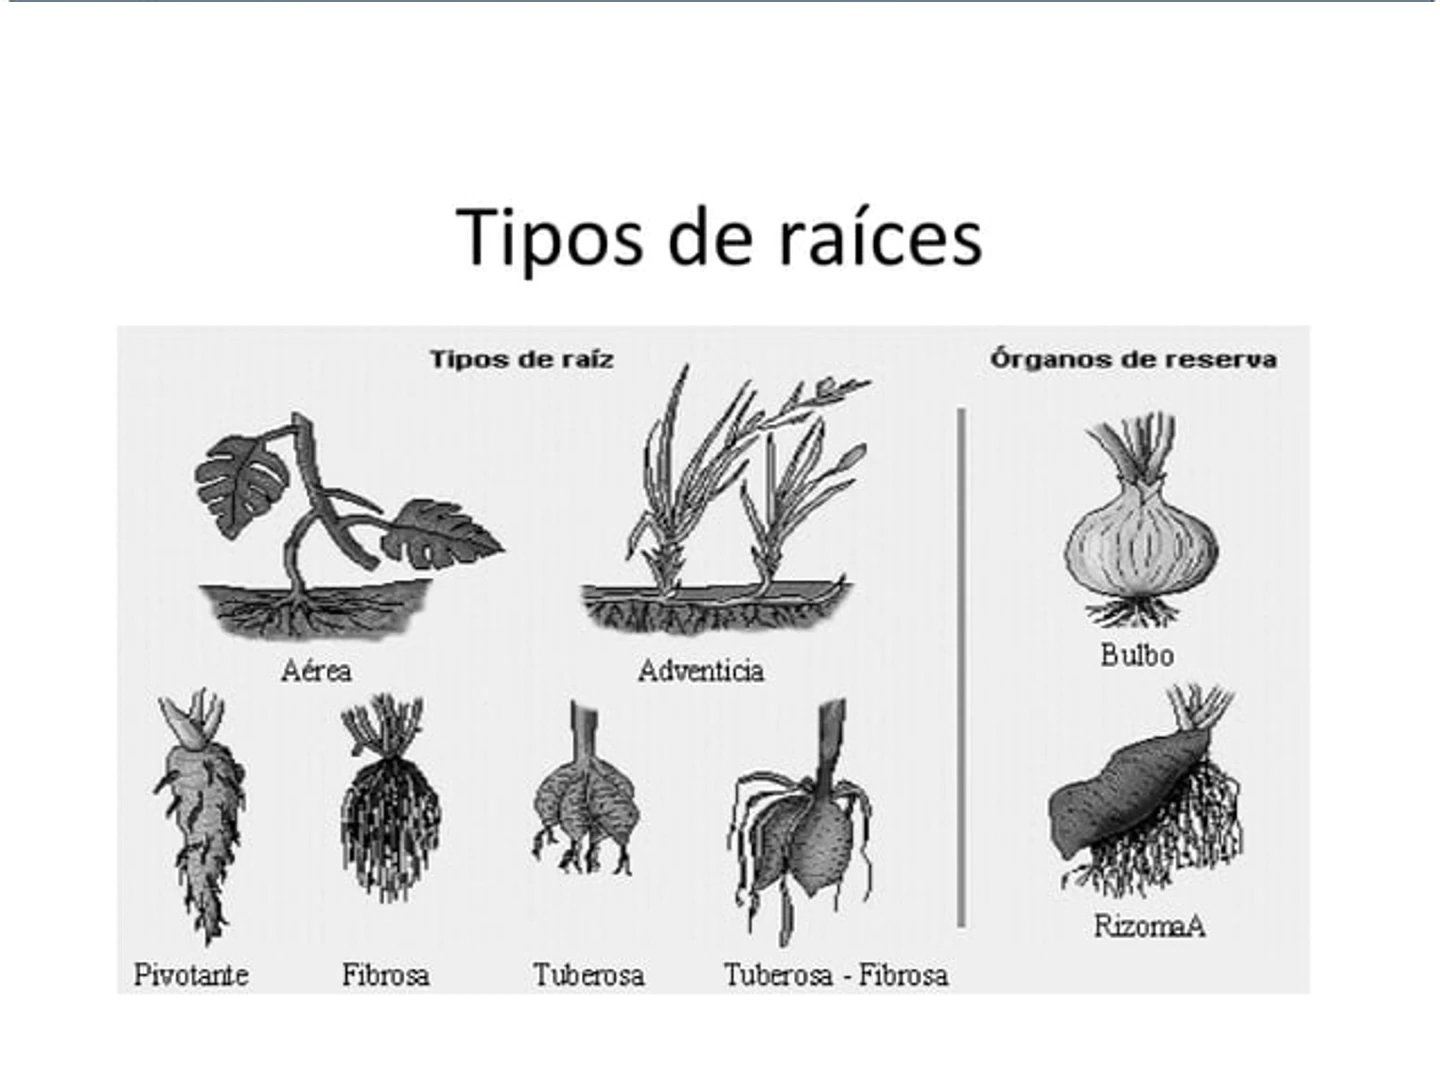 Tipos de raíces
Tipos de raíz
Órganos de reserva
Aérea
Adventicia
Bulbo
Pivotante
Fibrosa
Tuberosa
Tuberosa - Fibrosa
RizomaA